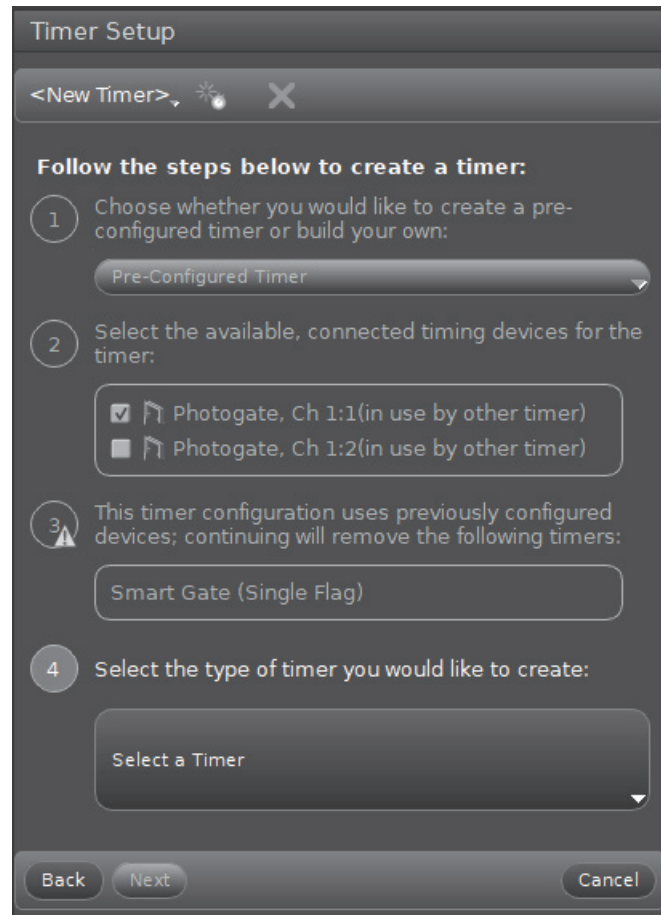 Timer Setup
<New Timer>
Follow the steps below to create a timer:
1
Choose whether you would like to create a pre-
configured timer or build your own:
Pre-Configured Timer
2
Select the available, connected timing devices for the
timer:
Photogate, Ch 1:1(in use by other timer)
Photogate, Ch 1:2(in use by other timer)
3
This timer configuration uses previously configured
devices; continuing will remove the following timers:
Smart Gate (Single Flag)
4
Select the type of timer you would like to create:
Select a Timer
Back
Next
Cancel